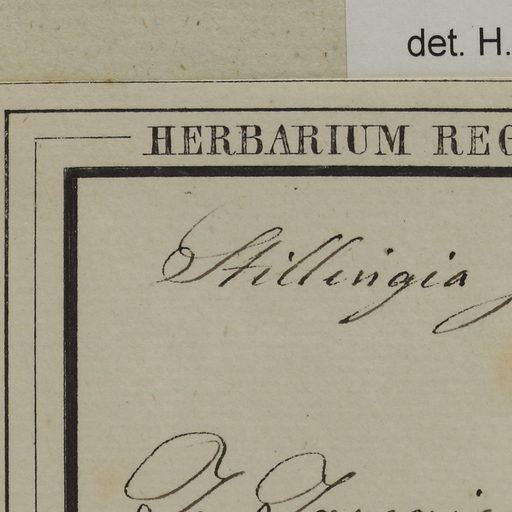 det. H.
HERBARIUM REG
Stillingia